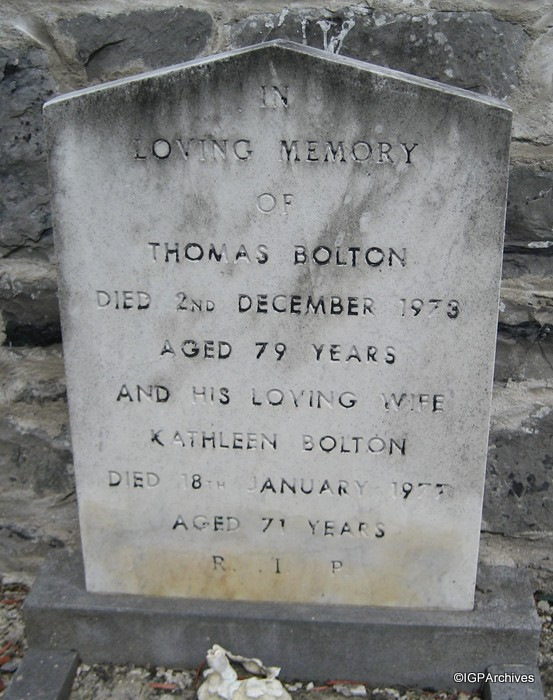 IN
LOVING MEMORY
OF
THOMAS BOLTON
DIED 2ND DECEMBER 1973
AGED 79 YEARS
AND HIS LOVING WIFE
KATHLEEN BOLTON
DIED 18TH JANUARY 1977
AGED 71 YEARS
R. I P
©IGPArchives